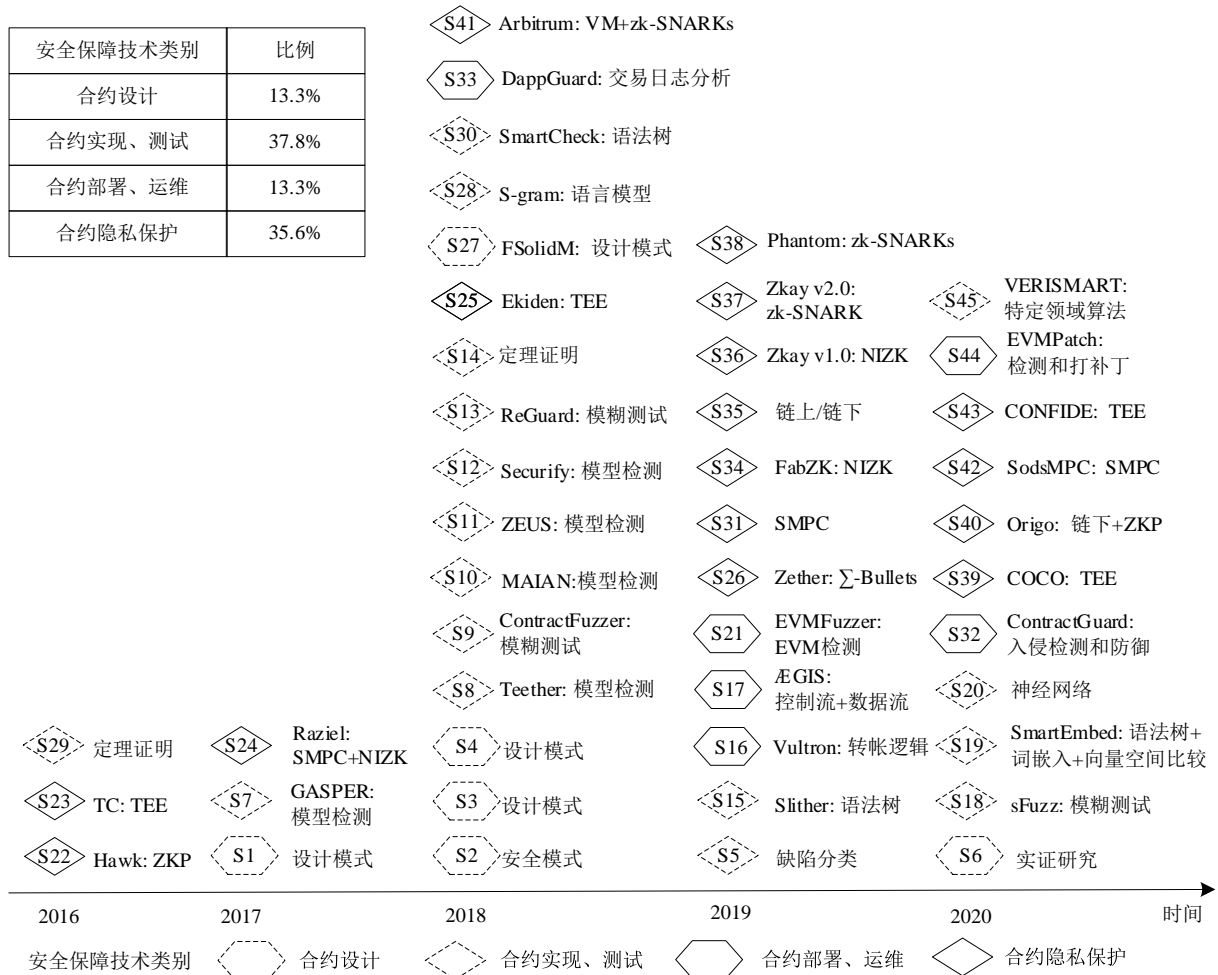 安全保障技术类别 比例
合约设计 13.3%
合约实现、测试 37.8%
合约部署、运维 13.3%
合约隐私保护 35.6%
S41 Arbitrum: VM+zk-SNARKs
S33 DappGuard: 交易日志分析
S30 SmartCheck: 语法树
S28 S-gram: 语言模型
S27 FSolidM: 设计模式
S38 Phantom: zk-SNARKs
S25 Ekiden: TEE
S37 Zkay v2.0:
zk-SNARK
S45 VERISMART:
特定领域算法
S14 定理证明
S36 Zkay v1.0: NIZK
S44 EVMPatch:
检测和打补丁
S13 ReGuard: 模糊测试
S35 链上/链下
S43 CONFIDE: TEE
S12 Securify: 模型检测
S34 FabZK: NIZK
S42 SodsMPC: SMPC
S11 ZEUS: 模型检测
S31 SMPC
S40 Origo: 链下+ZKP
S10 MAIAN:模型检测
S26 Zether: ∑-Bullets
S39 COCO: TEE
S9 ContractFuzzer:
模糊测试
S21 EVMFuzzer:
EVM检测
S32 ContractGuard:
入侵检测和防御
S8 Teether: 模型检测
S17 ÆGIS:
控制流+数据流
S20 神经网络
S29 定理证明
S24 Raziel:
SMPC+NIZK
S4 设计模式
S16 Vultron: 转帐逻辑
S19 SmartEmbed: 语法树+
词嵌入+向量空间比较
S23 TC: TEE
S7 GASPER:
模型检测
S3 设计模式
S15 Slither: 语法树
S18 sFuzz: 模糊测试
S22 Hawk: ZKP
S1 设计模式
S2 安全模式
S5 缺陷分类
S6 实证研究
2016 2017 2018 2019 2020 时间
安全保障技术类别 合约设计 合约实现、测试 合约部署、运维 合约隐私保护